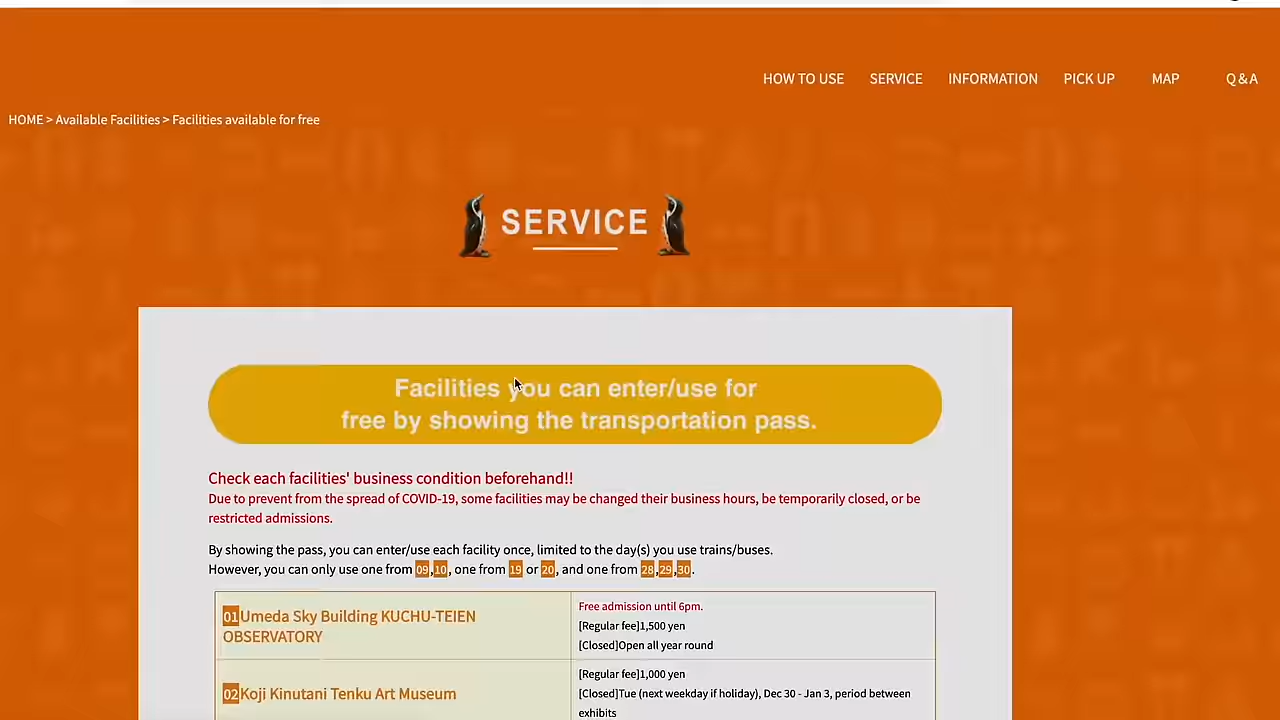 HOW TO USE SERVICE INFORMATION PICK UP MAP Q & A
HOME > Available Facilities > Facilities available for free
SERVICE
Facilities you can enter/use for
free by showing the transportation pass.
Check each facilities' business condition beforehand!!
Due to prevent from the spread of COVID-19, some facilities may be changed their business hours, be temporarily closed, or be
restricted admissions.
By showing the pass, you can enter/use each facility once, limited to the day(s) you use trains/buses.
However, you can only use one from 09,10, one from 19 or 20, and one from 28,29,30.
01Umeda Sky Building KUCHU-TEIEN
OBSERVATORY
Free admission until 6pm.
[Regular fee]1,500 yen
[Closed]Open all year round
02Koji Kinutani Tenku Art Museum
[Regular fee]1,000 yen
[Closed]Tue (next weekday if holiday), Dec 30 - Jan 3, period between
exhibits